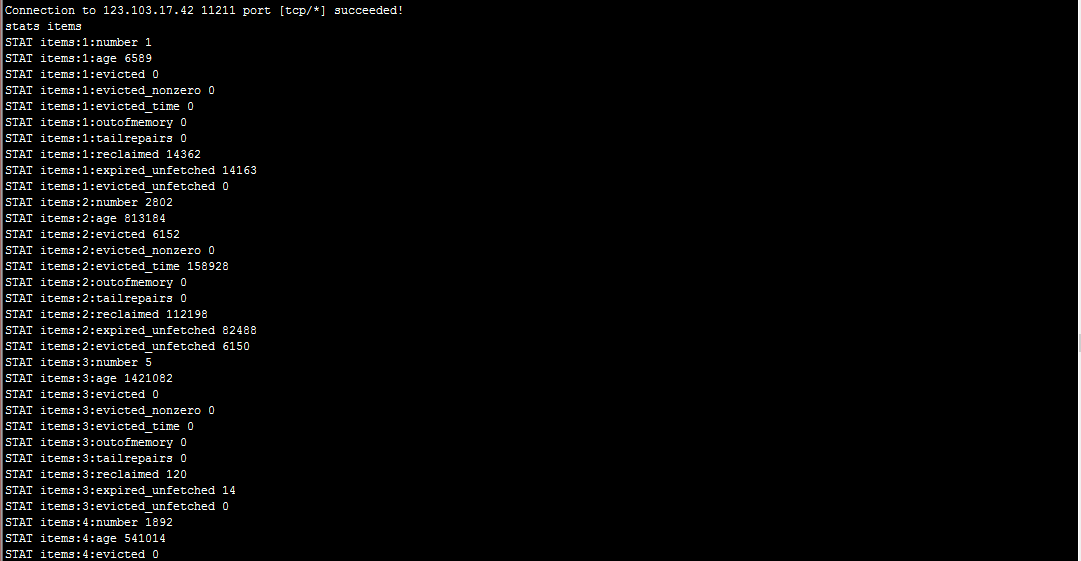 Connection to 123.103.17.42 11211 port [tcp/*] succeeded!
stats items
STAT items:1:number 1
STAT items:1:age 6589
STAT items:1:evicted 0
STAT items:1:evicted_nonzero 0
STAT items:1:evicted_time 0
STAT items:1:outofmemory 0
STAT items:1:tailrepairs 0
STAT items:1:reclaimed 14362
STAT items:1:expired_unfetched 14163
STAT items:1:evicted_unfetched 0
STAT items:2:number 2802
STAT items:2:age 813184
STAT items:2:evicted 6152
STAT items:2:evicted_nonzero 0
STAT items:2:evicted_time 158928
STAT items:2:outofmemory 0
STAT items:2:tailrepairs 0
STAT items:2:reclaimed 112198
STAT items:2:expired_unfetched 82488
STAT items:2:evicted_unfetched 6150
STAT items:3:number 5
STAT items:3:age 1421082
STAT items:3:evicted 0
STAT items:3:evicted_nonzero 0
STAT items:3:evicted_time 0
STAT items:3:outofmemory 0
STAT items:3:tailrepairs 0
STAT items:3:reclaimed 120
STAT items:3:expired_unfetched 14
STAT items:3:evicted_unfetched 0
STAT items:4:number 1892
STAT items:4:age 541014
STAT items:4:evicted 0